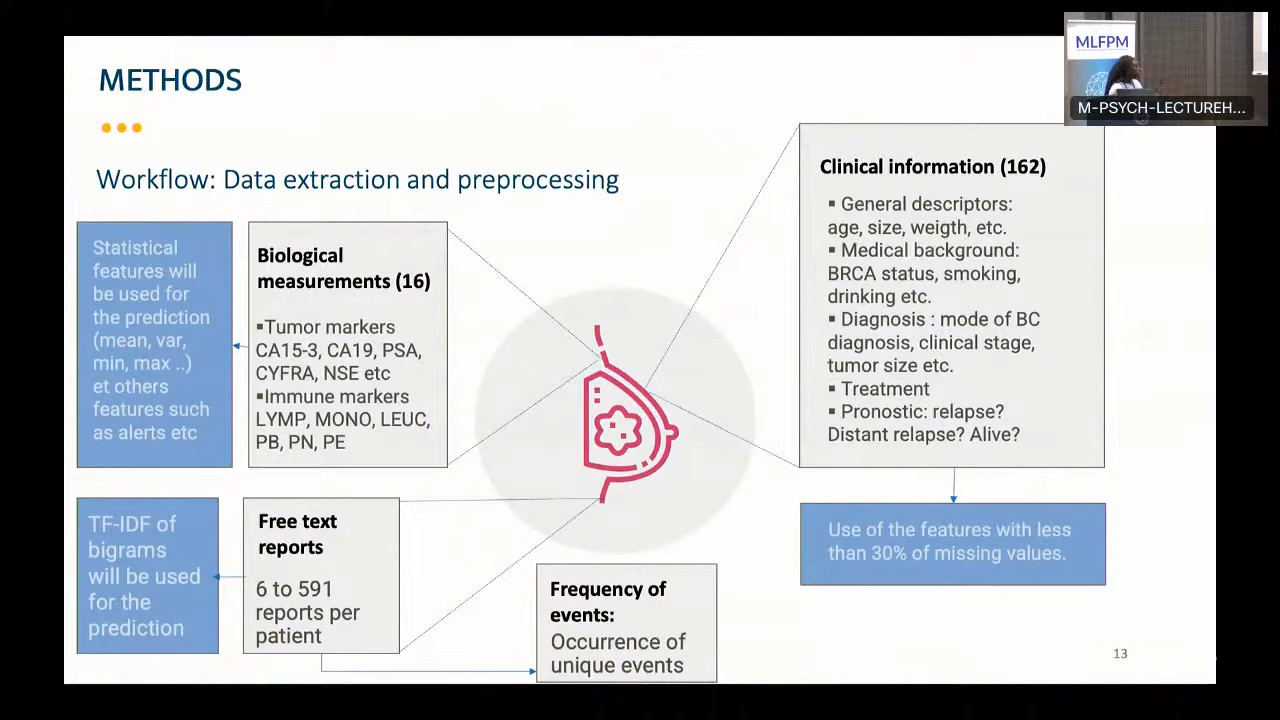 METHODS
Workflow: Data extraction and preprocessing
Statistical
features will
be used for
the prediction
(mean, var,
min, max ..)
et others
features such
as alerts etc
Biological
measurements (16)
▪Tumor markers
CA15-3, CA19, PSA,
CYFRA, NSE etc
▪Immune markers
LYMP, MONO, LEUC,
PB, PN, PE
TF-IDF of
bigrams
will be used
for the
prediction
Free text
reports
6 to 591
reports per
patient
Frequency of
events:
Occurrence of
unique events
Clinical information (162)
▪ General descriptors:
age, size, weigth, etc.
▪ Medical background:
BRCA status, smoking,
drinking etc.
▪ Diagnosis : mode of BC
diagnosis, clinical stage,
tumor size etc.
▪ Treatment
▪ Pronostic: relapse?
Distant relapse? Alive?
Use of the features with less
than 30% of missing values.
13
MLFPM
M-PSYCH-LECTUREH...